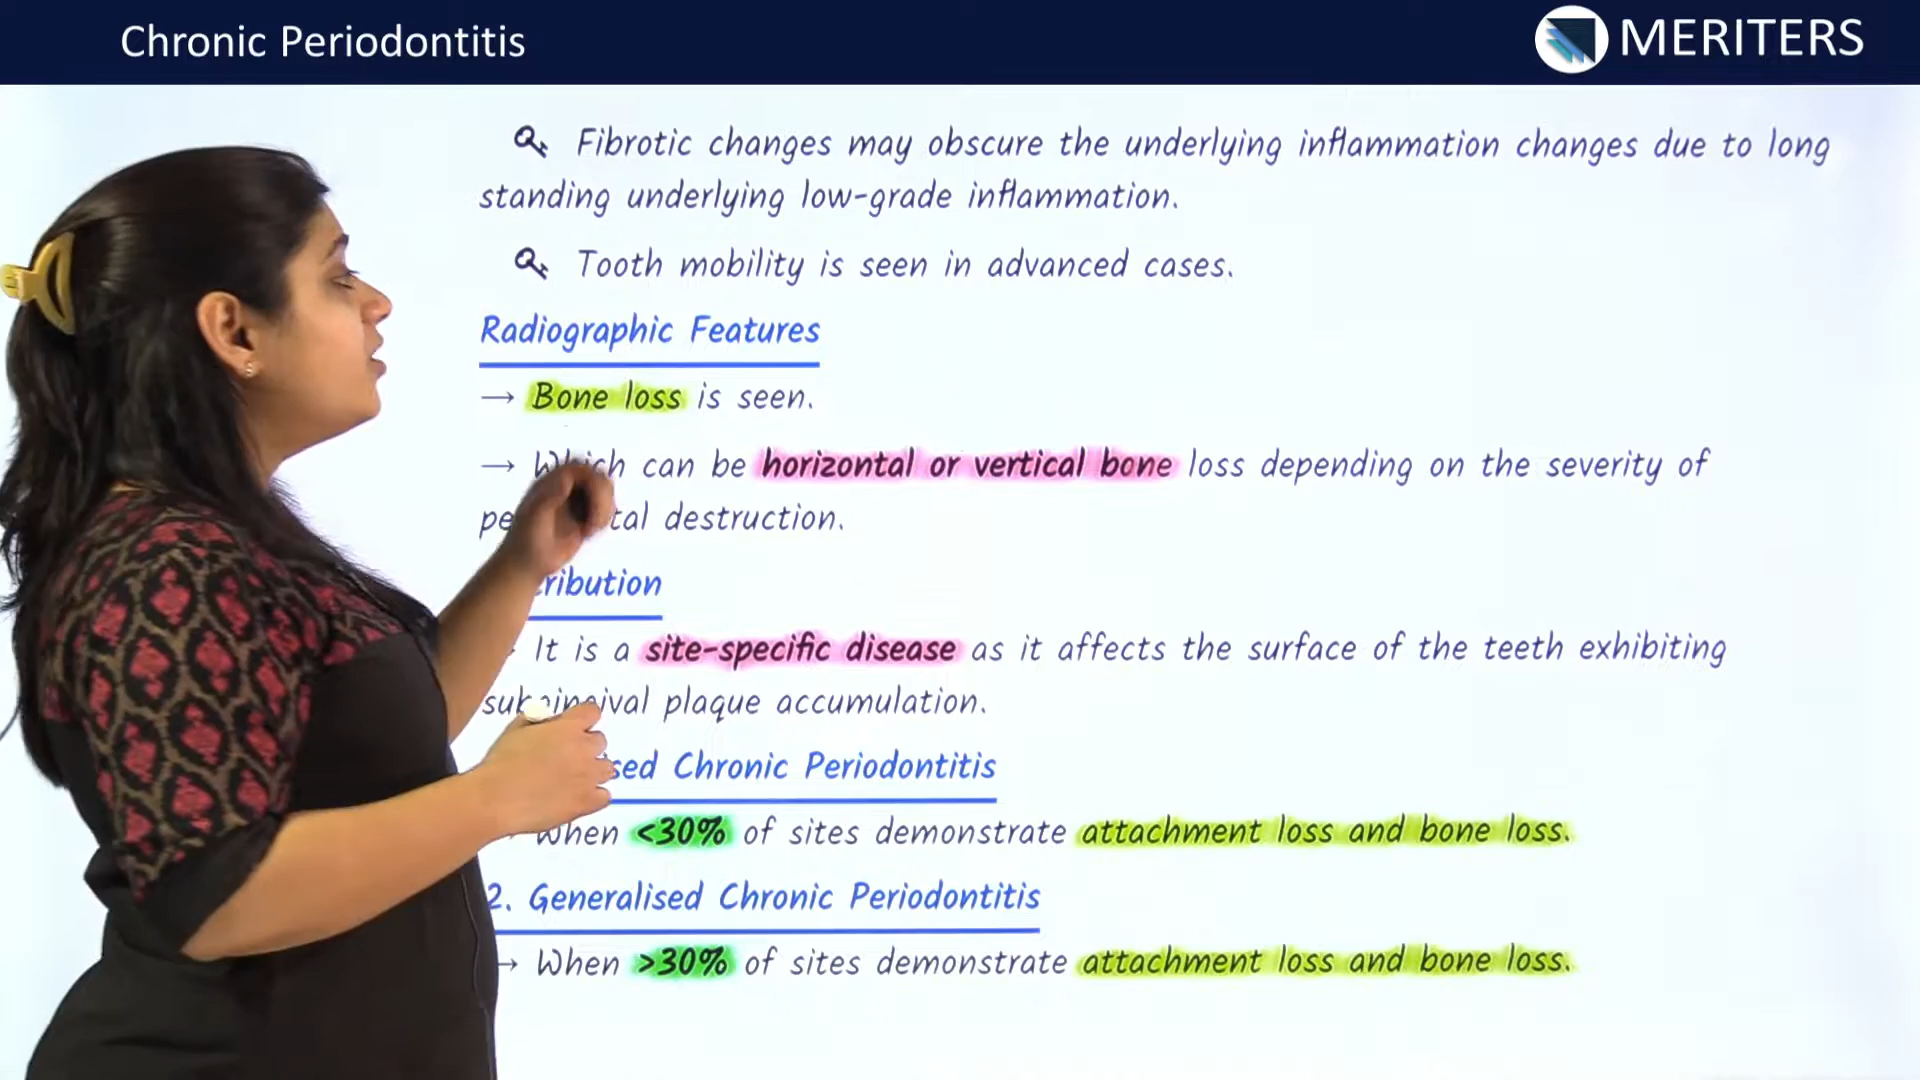 Chronic Periodontitis
MERITERS
Fibrotic changes may obscure the underlying inflammation changes due to long
standing underlying low-grade inflammation.
Tooth mobility is seen in advanced cases.
Radiographic Features
→ Bone loss is seen.
→ Which can be horizontal or vertical bone loss depending on the severity of
destruction.
It is a site-specific disease as it affects the surface of the teeth exhibiting
subgingival plaque accumulation.
Chronic Periodontitis
When <30% of sites demonstrate attachment loss and bone loss.
2. Generalised Chronic Periodontitis
→ When >30% of sites demonstrate attachment loss and bone loss.